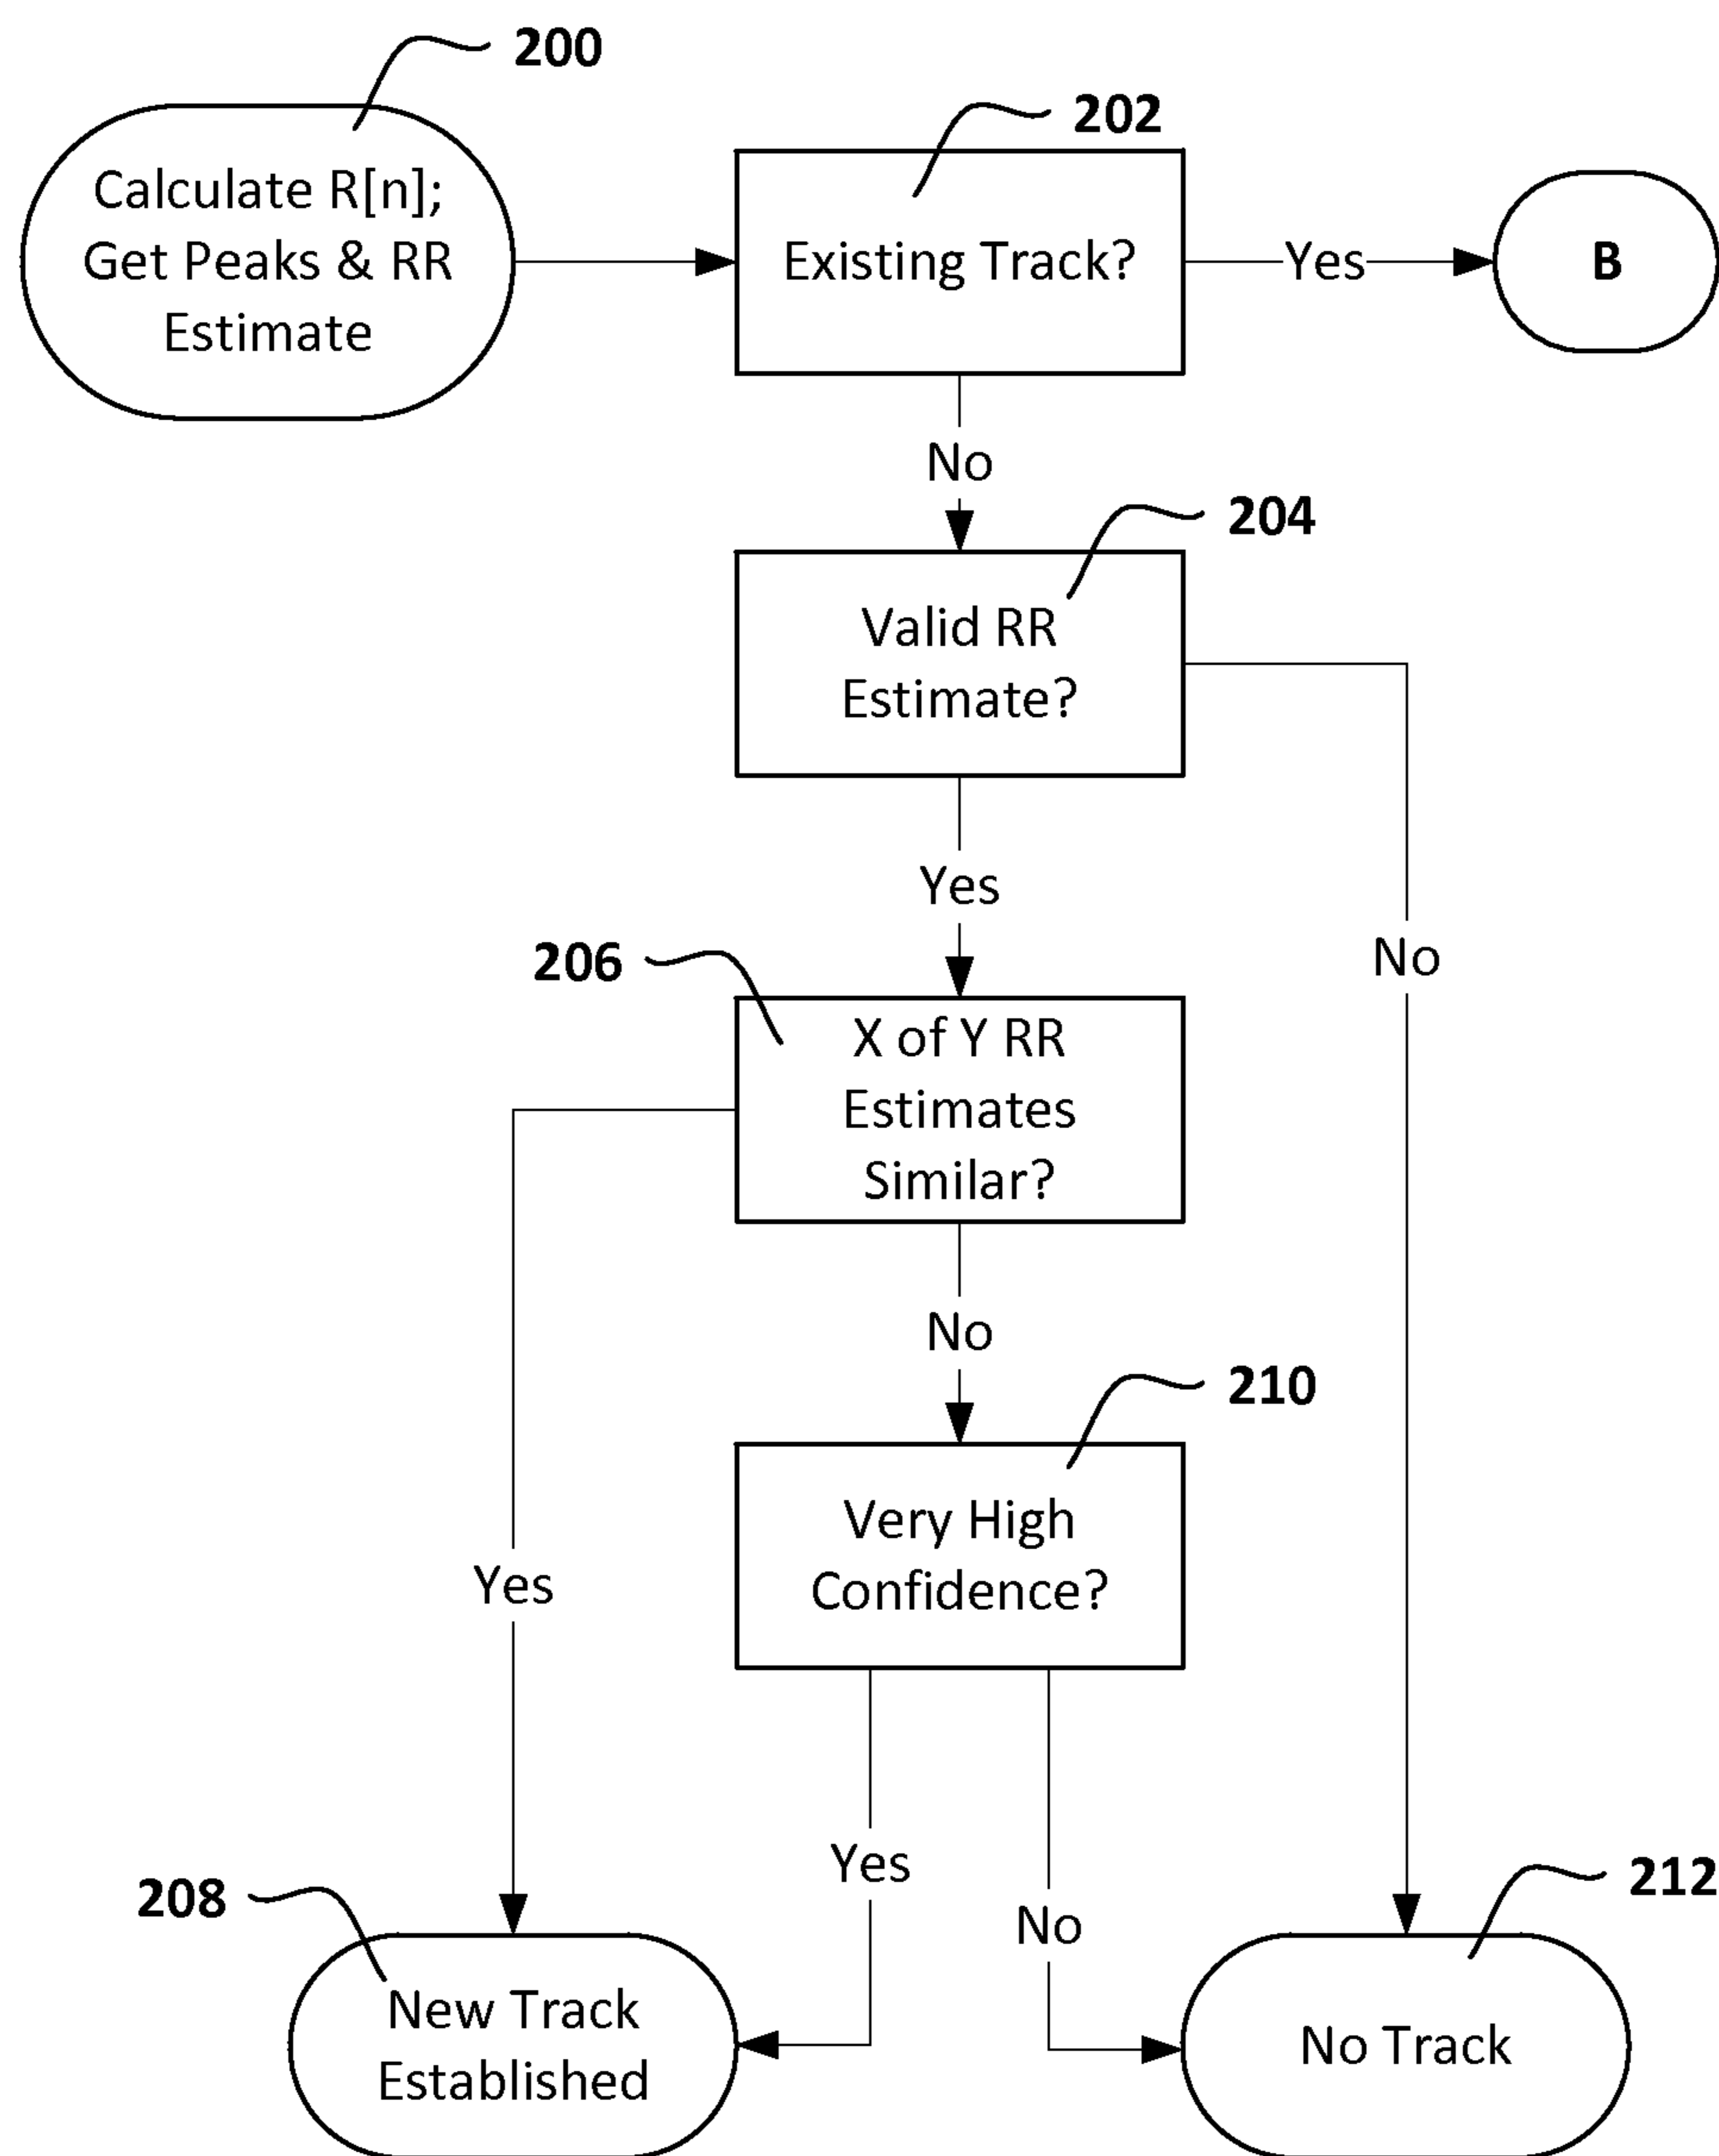 200
Calculate R[n];
Get Peaks & RR
Estimate
202
Existing Track?
Yes
B
No
204
Valid RR
Estimate?
Yes
No
206
X of Y RR
Estimates
Similar?
No
210
Very High
Confidence?
Yes
Yes
No
208
New Track
Established
212
No Track